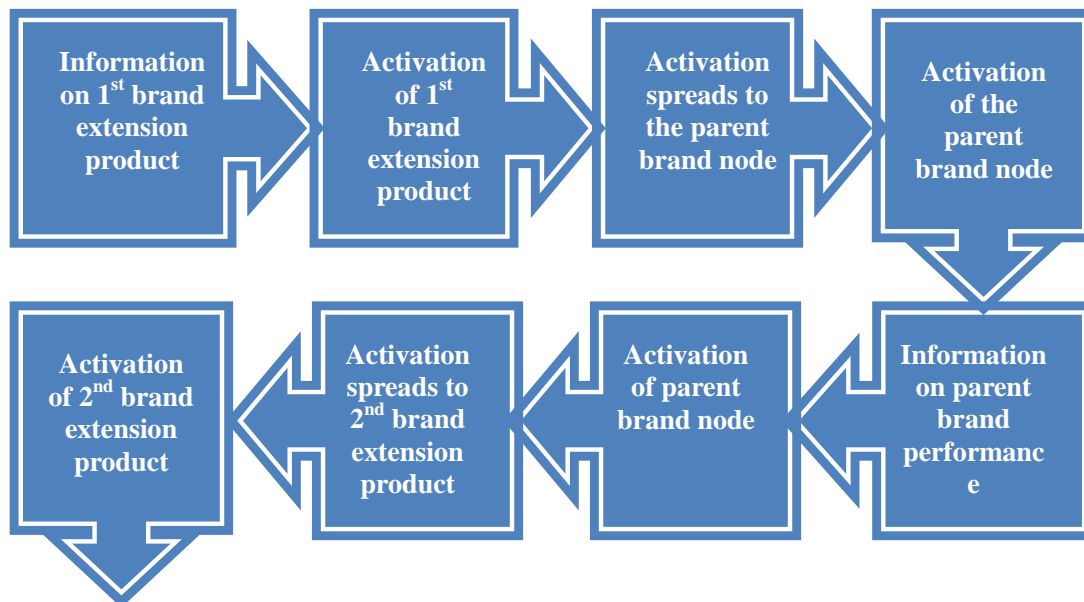 Information
on 1st brand
extension
product
Activation
of 1st
brand
extension
product
Activation
spreads to
the parent
brand node
Activation
of the
parent
brand node
Information
on parent
brand
performanc
e
Activation
of parent
brand node
Activation
spreads to
2nd brand
extension
product
Activation
of 2nd brand
extension
product